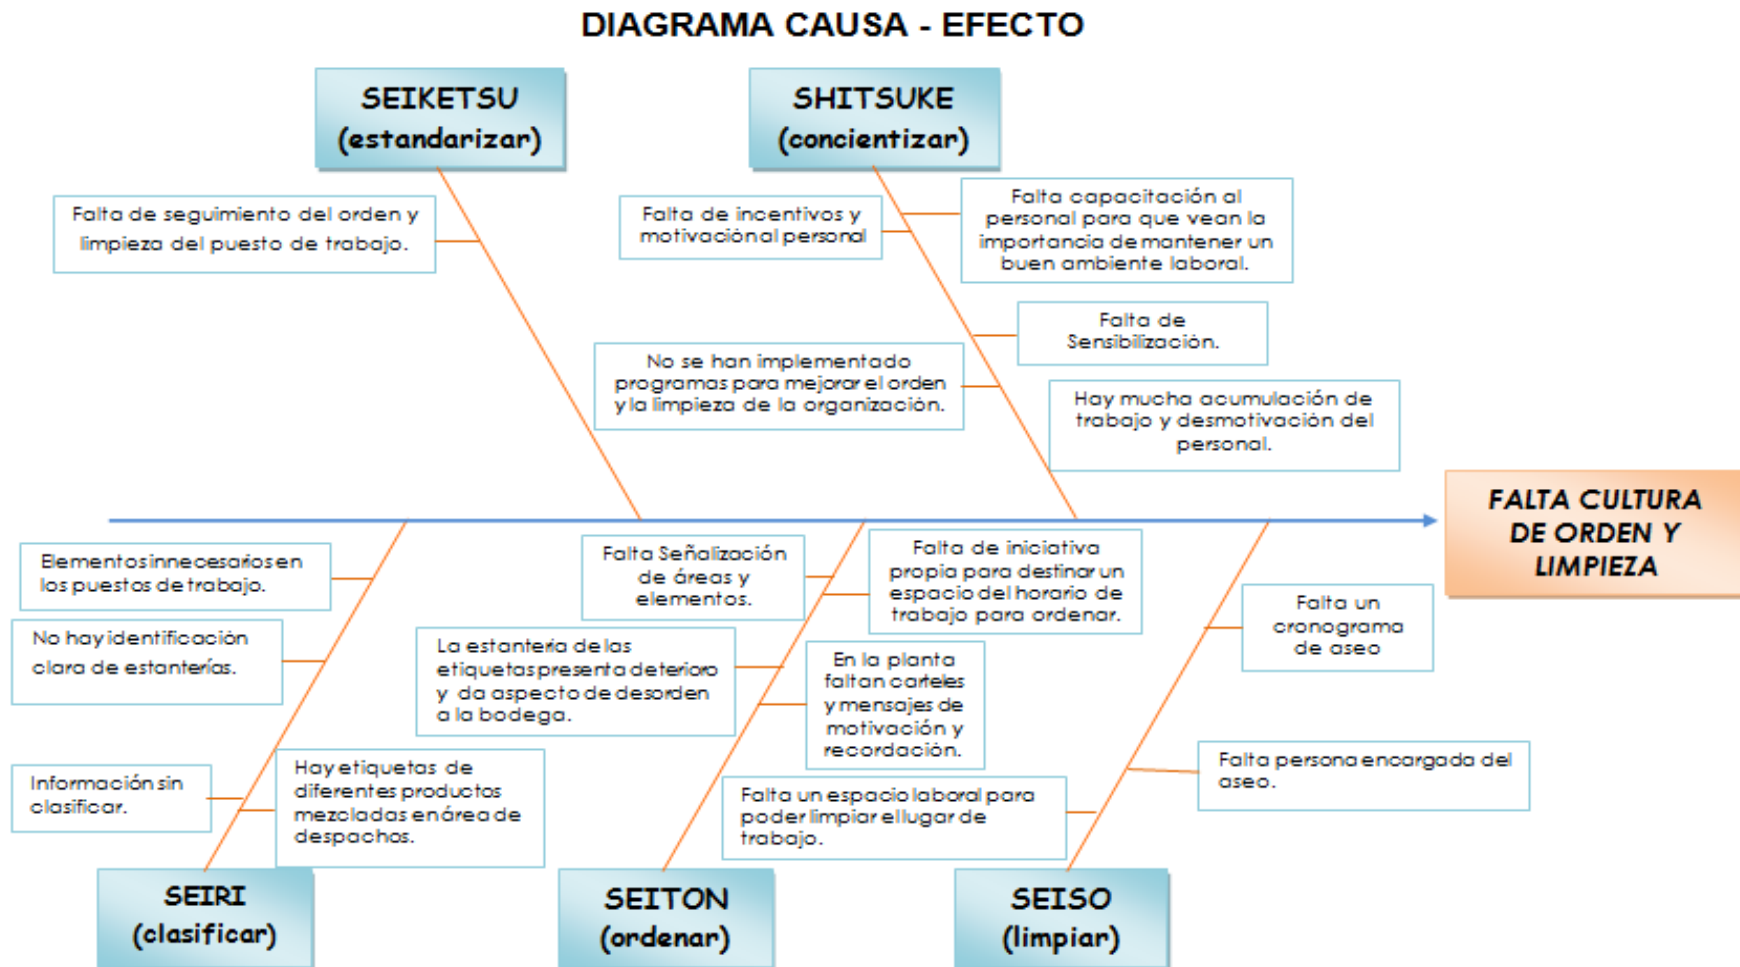 DIAGRAMA CAUSA - EFECTO
SEIKETSU
(estandarizar)
SHITSUKE
(concientizar)
Falta de seguimiento del orden y
limpieza del puesto de trabajo.
Falta de incentivos y
motivación al personal
Falta capacitación al
personal para que vean la
importancia de mantener un
buen ambiente laboral.
Falta de
Sensibilización.
No se han implementado
programas para mejorar el orden
y la limpieza de la organización.
Hay mucha acumulación de
trabajo y desmotivación del
personal.
FALTA CULTURA
DE ORDEN Y
LIMPIEZA
Elementos innecesarios en
los puestos de trabajo.
No hay identificación
clara de estanterías.
Información sin
clasificar.
Hay etiquetas de
diferentes productos
mezcladas en área de
despachos.
Falta Señalización
de áreas y
elementos.
Falta de iniciativa
propia para destinar un
espacio del horario de
trabajo para ordenar.
La estantería de las
etiquetas presenta deterioro
y da aspecto de desorden
a la bodega.
En la planta
faltan carteles
y mensajes de
motivación y
recordación.
Falta un espacio laboral para
poder limpiar el lugar de
trabajo.
Falta un
cronograma
de aseo
Falta persona encargada del
aseo.
SEIRI
(clasificar)
SEITON
(ordenar)
SEISO
(limpiar)